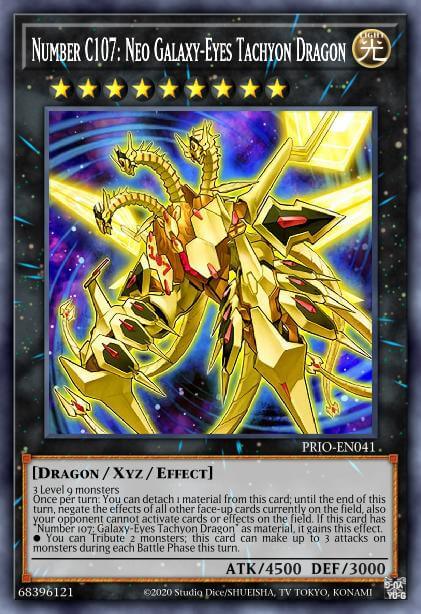 Number C107: Neo Galaxy-Eyes Tachyon Dragon
LIGHT
光
PRIO-EN041
[Dragon / Xyz / Effect]
3 Level 9 monsters
Once per turn: You can detach 1 material from this card; until the end of this
turn, negate the effects of all other face-up cards currently on the field, also
your opponent cannot activate cards or effects on the field. If this card has
"Number 107: Galaxy-Eyes Tachyon Dragon" as material, it gains this effect.
● You can Tribute 2 monsters; this card can make up to 3 attacks on
monsters during each Battle Phase this turn.
ATK/4500 DEF/3000
68396121
©2020 Studio Dice/SHUEISHA, TV TOKYO, KONAMI